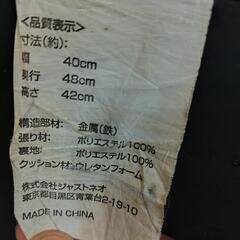 ＜品質表示＞
寸法(約):
幅 40cm
奥行 48cm
高さ 42cm
構造部材: 金属(鉄)
張り材: ポリエステル100%
裏地: ポリエステル100%
クッション材: ウレタンフォーム
株式会社ジャストネオ
東京都目黒区青葉台2-19-10
MADE IN CHINA